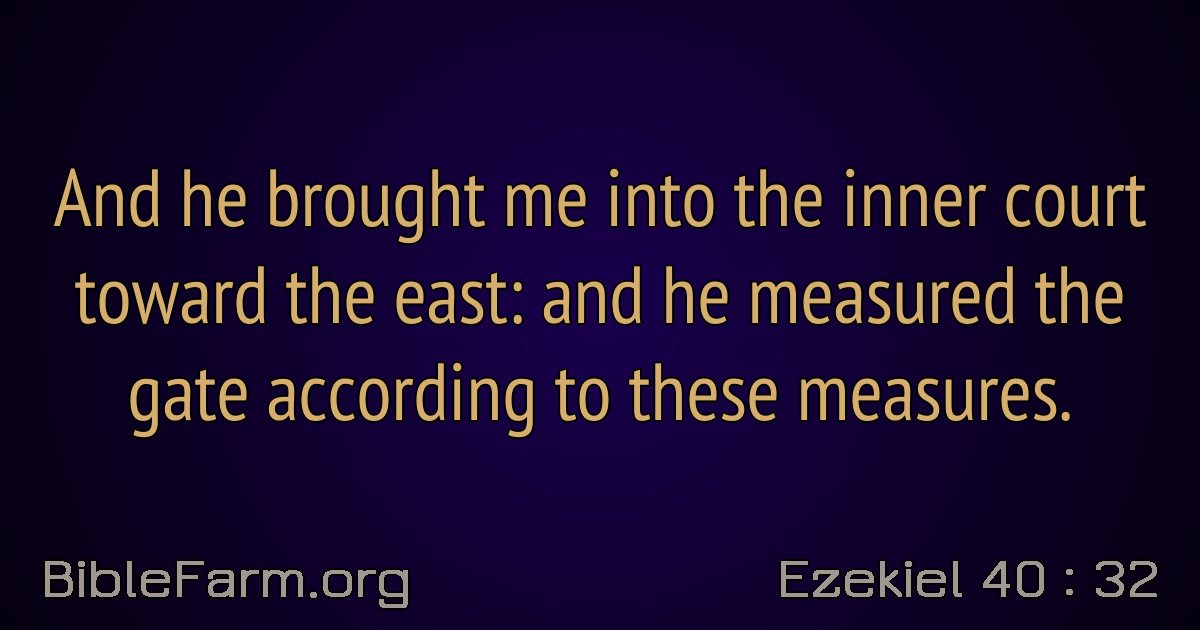 And he brought me into the inner court
toward the east: and he measured the
gate according to these measures.
BibleFarm.org
Ezekiel 40 : 32